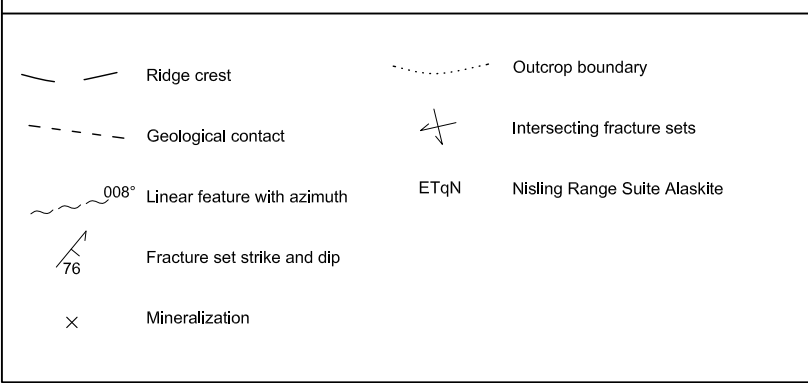 Ridge crest
Geological contact
008° Linear feature with azimuth
76 Fracture set strike and dip
Mineralization
Outcrop boundary
Intersecting fracture sets
ETqN Nisling Range Suite Alaskite